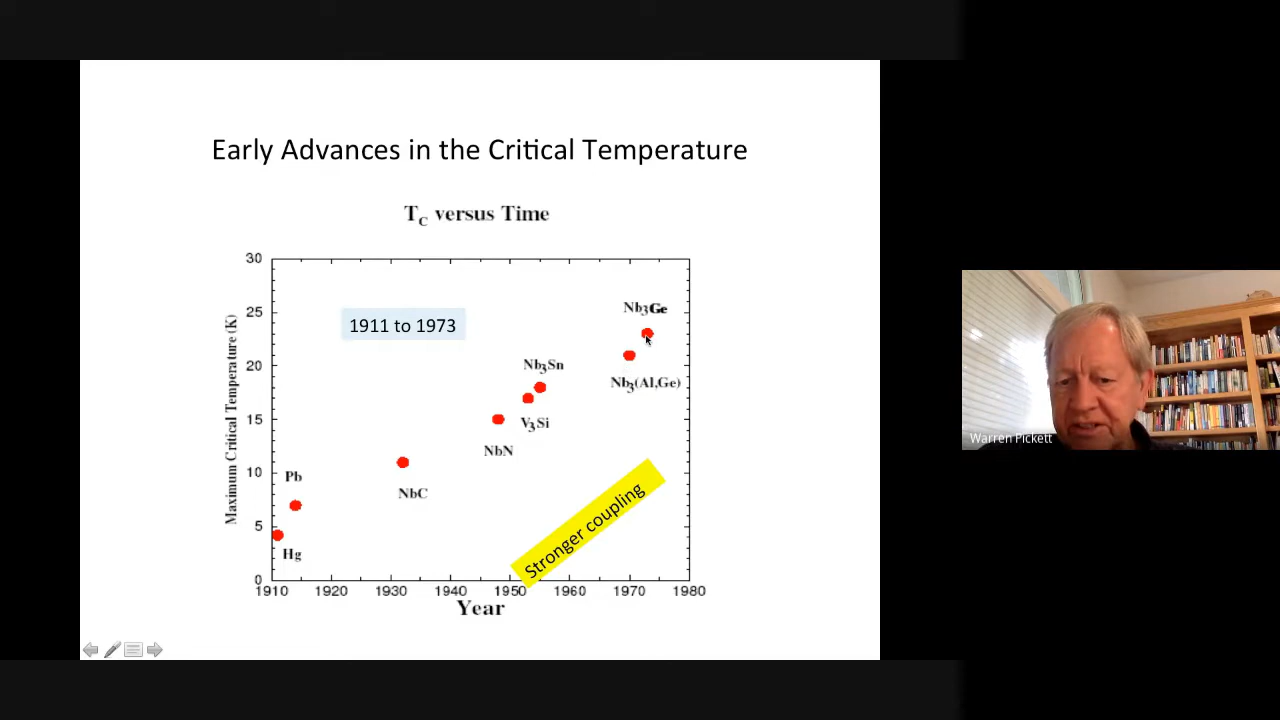 Early Advances in the Critical Temperature
T_C versus Time
Maximum Critical Temperature (K)
30
25
20
15
10
5
0
1911 to 1973
Nb₃Ge
Nb₃Sn
Nb₃(Al,Ge)
V₃Si
NbN
Pb
NbC
Hg
Stronger coupling
1910 1920 1930 1940 1950 1960 1970 1980
Year
Warren Pickett